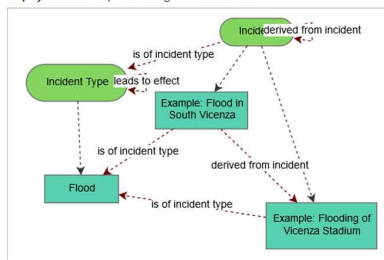 derived from incident
is of incident type
Incident Type
leads to effect
Example: Flood in
South Vicenza
is of incident type
derived from incident
Flood
is of incident type
Example: Flooding of
Vicenza Stadium